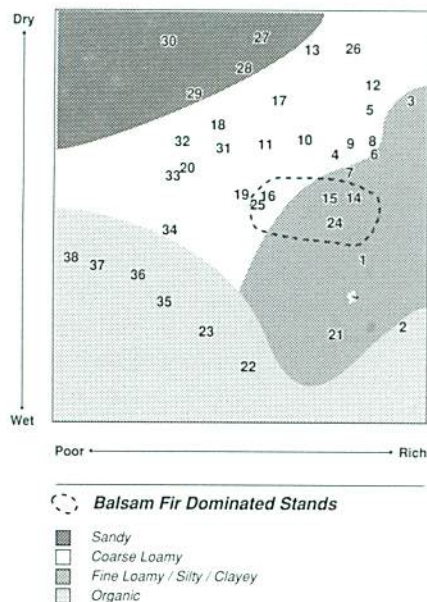 Dry
30 27
13 26
28
12
29 17 3
5
18
32 31 11 10 9 8
4 6
33 20 7
19 16 15 14
25
24
34
1
38 37
36
35
23 21 2
22
Wet
Poor Rich
Balsam Fir Dominated Stands
Sandy
Coarse Loamy
Fine Loamy / Silty / Clayey
Organic